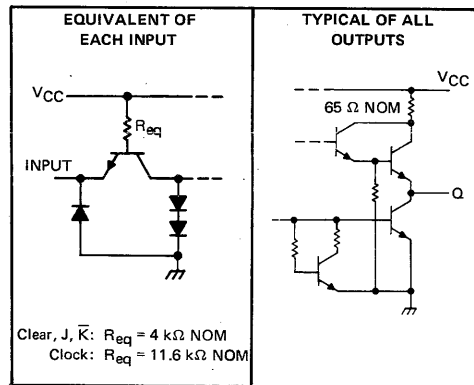 EQUIVALENT OF
EACH INPUT
VCC
Req
INPUT
Clear, J, K̅: Req = 4 kΩ NOM
Clock: Req = 11.6 kΩ NOM
TYPICAL OF ALL
OUTPUTS
VCC
65 Ω NOM
Q